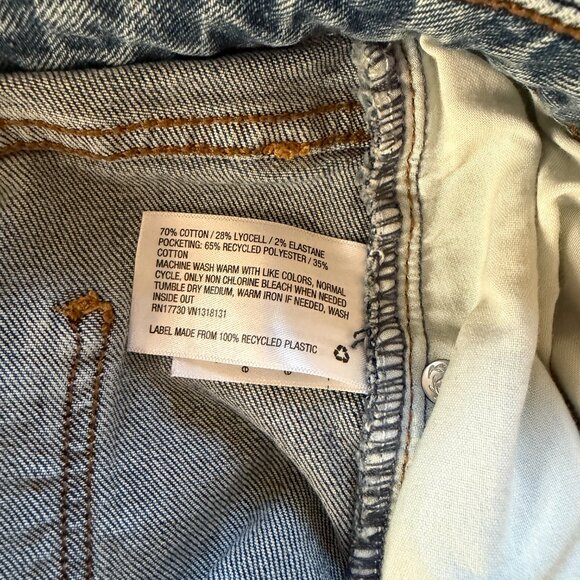 70% COTTON / 28% LYOCELL / 2% ELASTANE
POCKETING: 65% RECYCLED POLYESTER / 35%
COTTON
MACHINE WASH WARM WITH LIKE COLORS, NORMAL
CYCLE, ONLY NON CHLORINE BLEACH WHEN NEEDED
TUMBLE DRY MEDIUM, WARM IRON IF NEEDED, WASH
INSIDE OUT
RN17730 VN1318131
LABEL MADE FROM 100% RECYCLED PLASTIC